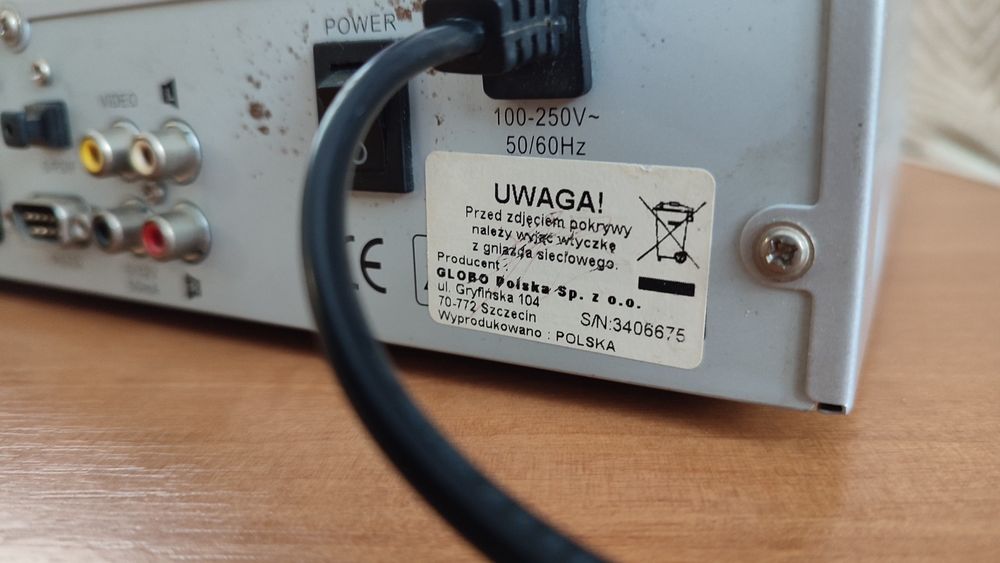 POWER
VIDEO
100-250V~
50/60Hz
UWAGA!
Przed zdjęciem pokrywy
należy wyjąć wtyczkę
z gniazda sieciowego.
Producent :
GLOBO Polska Sp. z o.o.
ul. Gryfińska 104
70-772 Szczecin
S/N:3406675
Wyprodukowano : POLSKA
CE